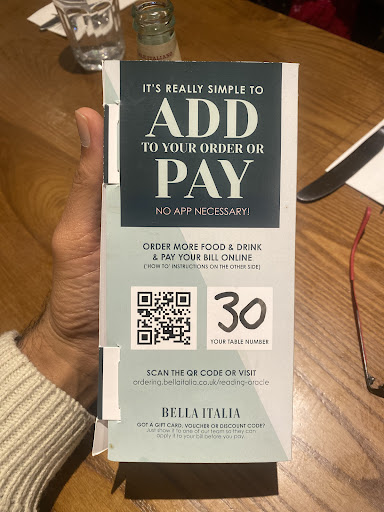 IT'S REALLY SIMPLE TO
ADD
TO YOUR ORDER OR
PAY
NO APP NECESSARY!
ORDER MORE FOOD & DRINK
& PAY YOUR BILL ONLINE
('HOW TO' INSTRUCTIONS ON THE OTHER SIDE)
30
YOUR TABLE NUMBER
SCAN THE QR CODE OR VISIT
ordering.bellaitalia.co.uk/reading-oracle
BELLA ITALIA
GOT A GIFT CARD, VOUCHER OR DISCOUNT CODE?
Just show it to one of our team so they can
apply it to your bill before you pay.